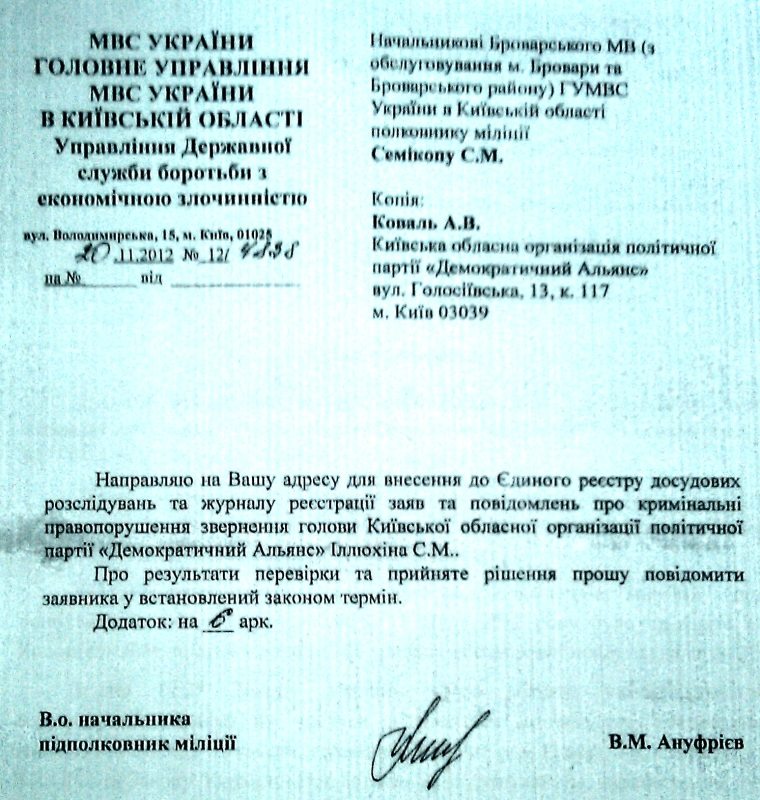 МВС УКРАЇНИ
ГОЛОВНЕ УПРАВЛІННЯ
МВС УКРАЇНИ
В КИЇВСЬКІЙ ОБЛАСТІ
Управління Державної
служби боротьби з
економічною злочинністю
вул. Володимирська, 15, м. Київ, 01025
20 .11.2012 № 12/ 4838
на №______ від ____________
Начальникові Броварського МВ (з
обслуговування м. Бровари та
Броварського району) ГУМВС
України в Київській області
полковнику міліції
Семікопу С.М.
Копія:
Коваль А.В.
Київська обласна організація політичної
партії «Демократичний Альянс»
вул. Голосіївська, 13, к. 117
м. Київ 03039
Направляю на Вашу адресу для внесення до Єдиного реєстру досудових
розслідувань та журналу реєстрації заяв та повідомлень про кримінальні
правопорушення звернення голови Київської обласної організації політичної
партії «Демократичний Альянс» Іллюхіна С.М..
Про результати перевірки та прийняте рішення прошу повідомити
заявника у встановлений законом термін.
Додаток: на 6 арк.
В.о. начальника
підполковник міліції
В.М. Ануфрієв